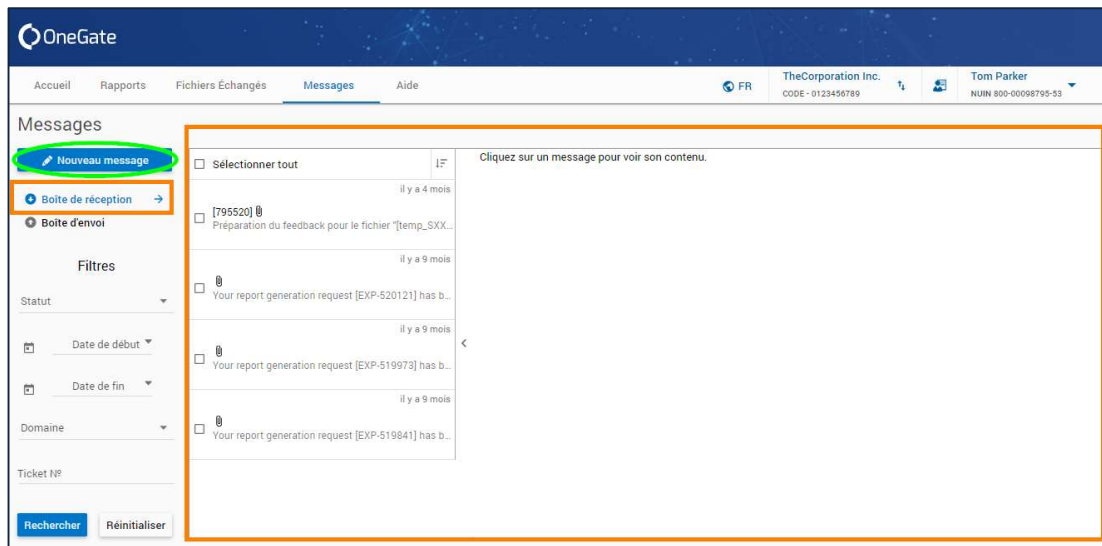 OneGate
Accueil Rapports Fichiers Échangés Messages Aide FR TheCorporation Inc. Tom Parker
CODE - 0123456789 NUIN 800-00098795-53
Messages
Nouveau message
Boîte de réception
Boîte d'envoi
Filtres
Statut
Date de début
Date de fin
Domaine
Ticket Nº
Rechercher Réinitialiser
Sélectionner tout
il y a 4 mois
[795520]
Préparation du feedback pour le fichier "[temp_SXX...
il y a 9 mois
Your report generation request [EXP-520121] has b...
il y a 9 mois
Your report generation request [EXP-519973] has b...
il y a 9 mois
Your report generation request [EXP-519841] has b...
Cliquez sur un message pour voir son contenu.